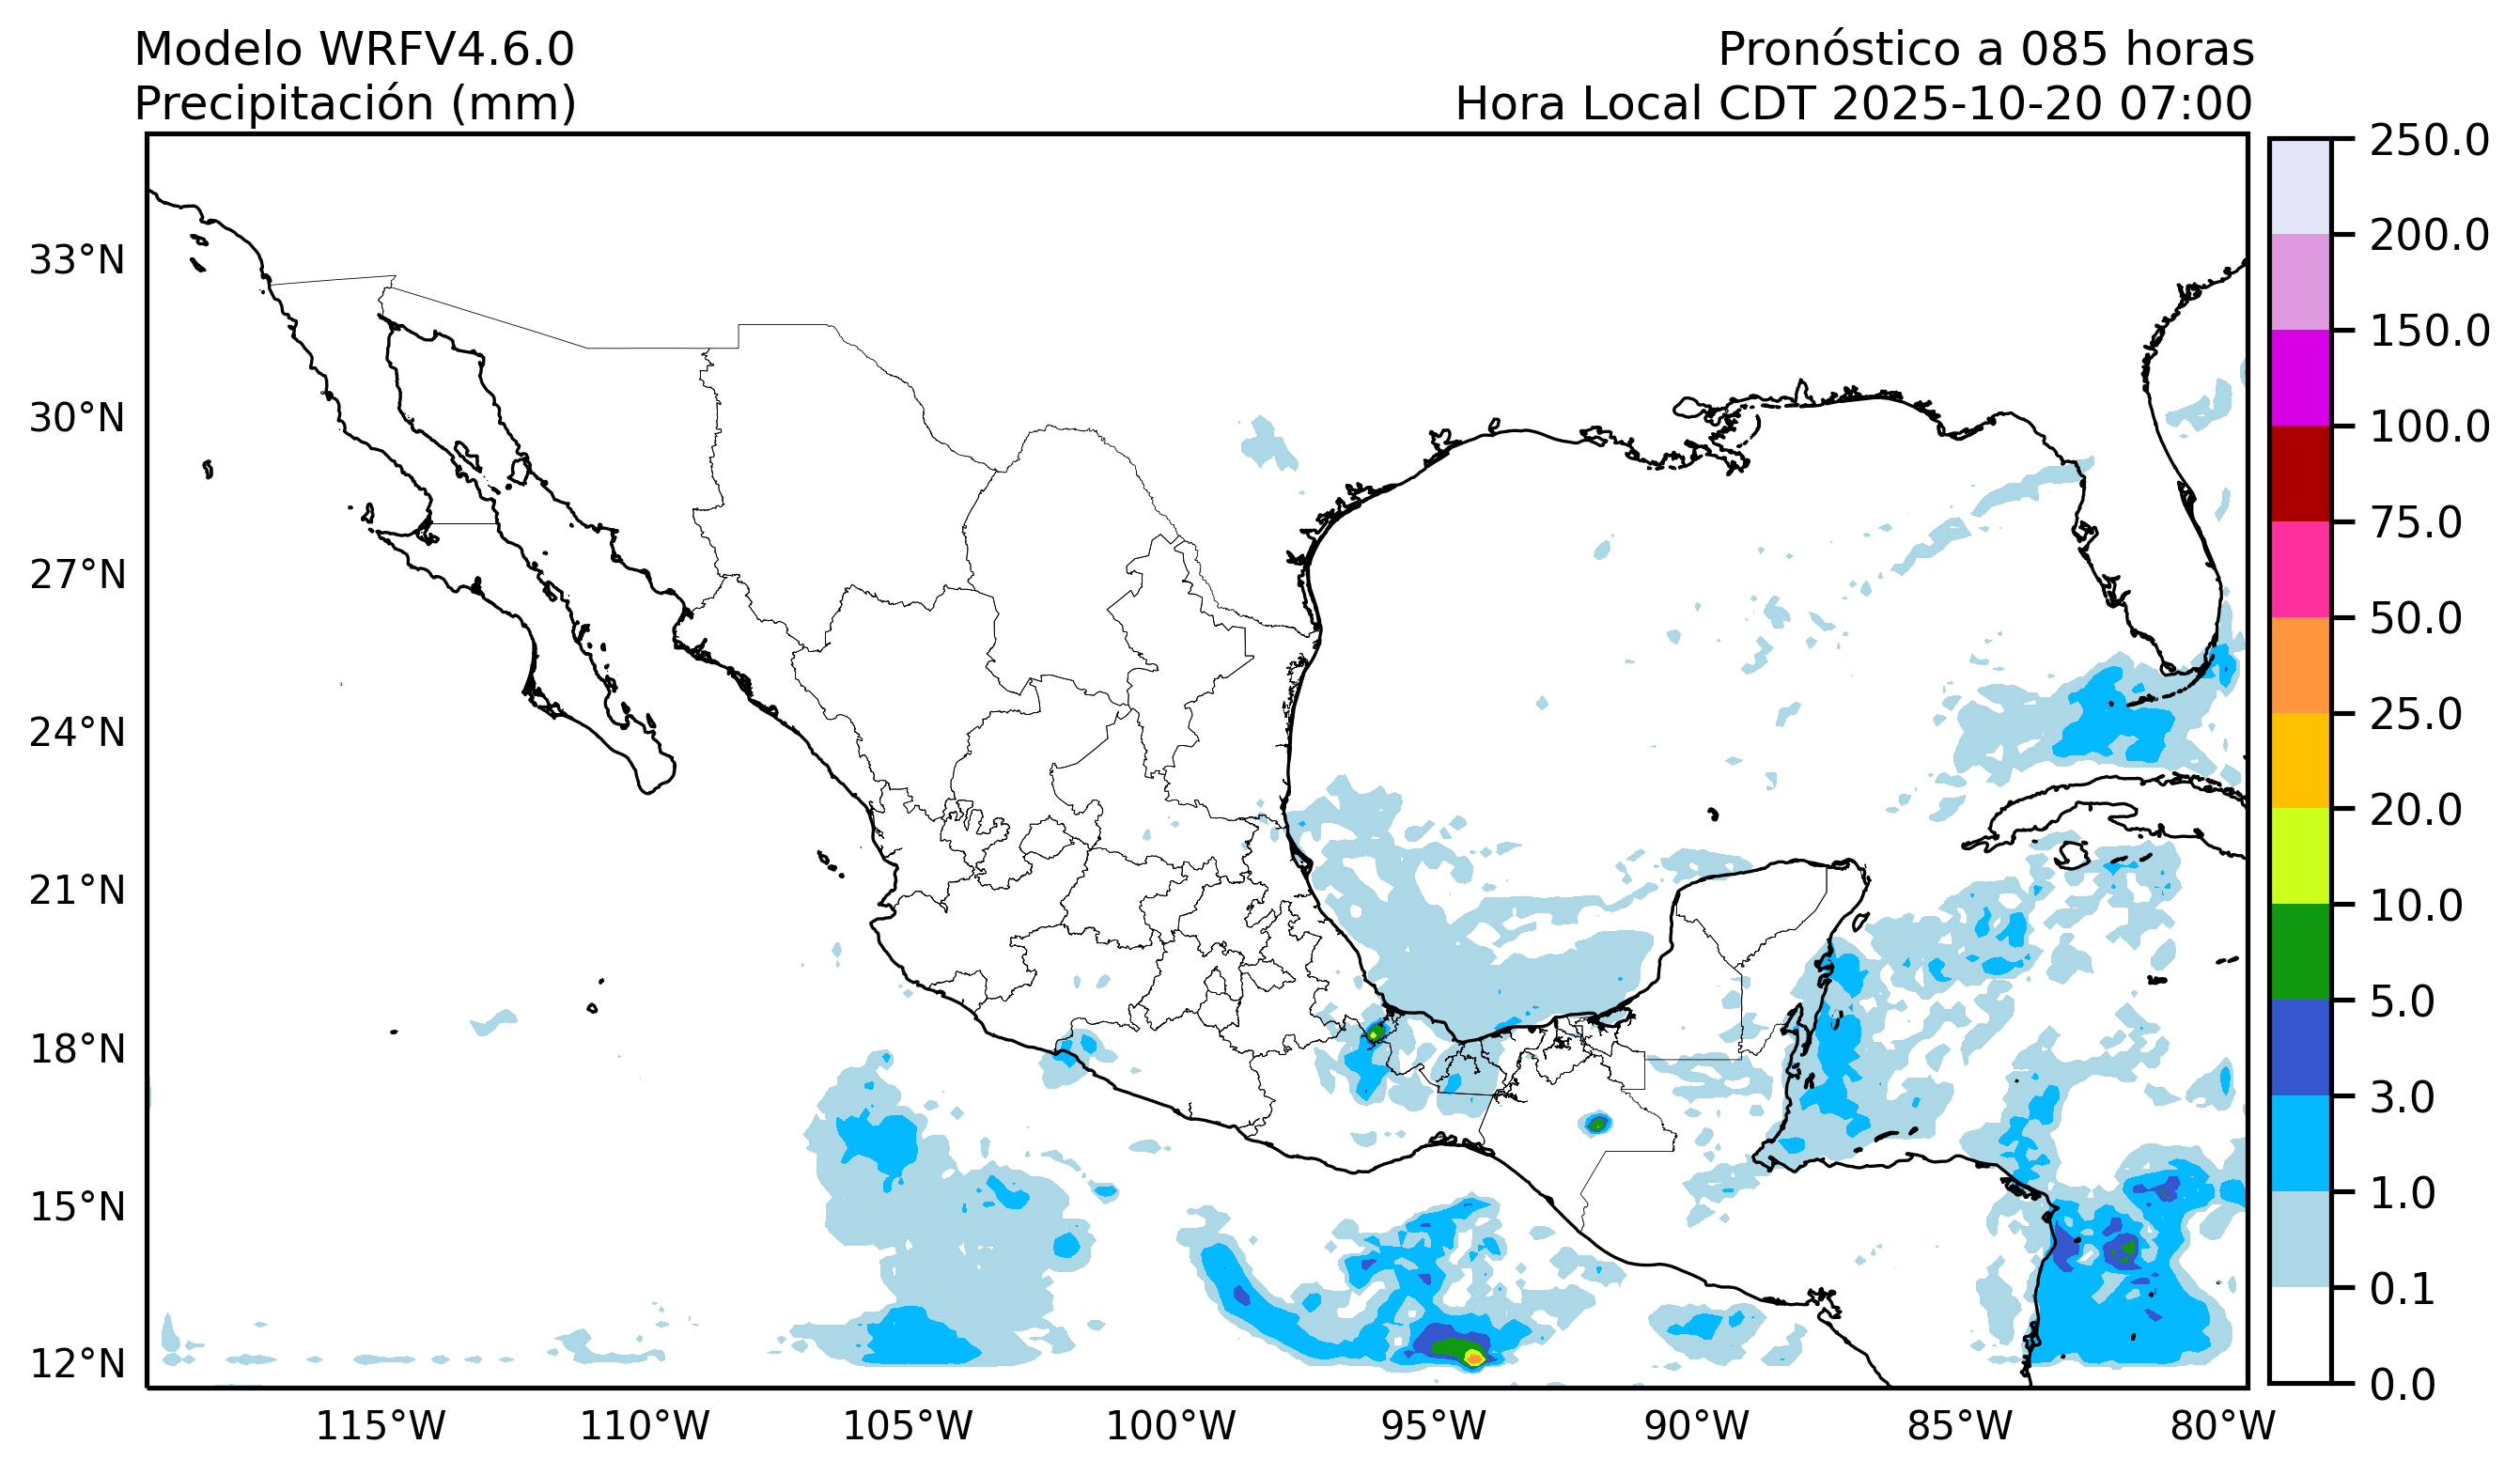 Modelo WRFV4.6.0
Precipitación (mm)
Pronóstico a 085 horas
Hora Local CDT 2025-10-20 07:00
33°N
30°N
27°N
24°N
21°N
18°N
15°N
12°N
115°W
110°W
105°W
100°W
95°W
90°W
85°W
80°W
250.0
200.0
150.0
100.0
75.0
50.0
25.0
20.0
10.0
5.0
3.0
1.0
0.1
0.0